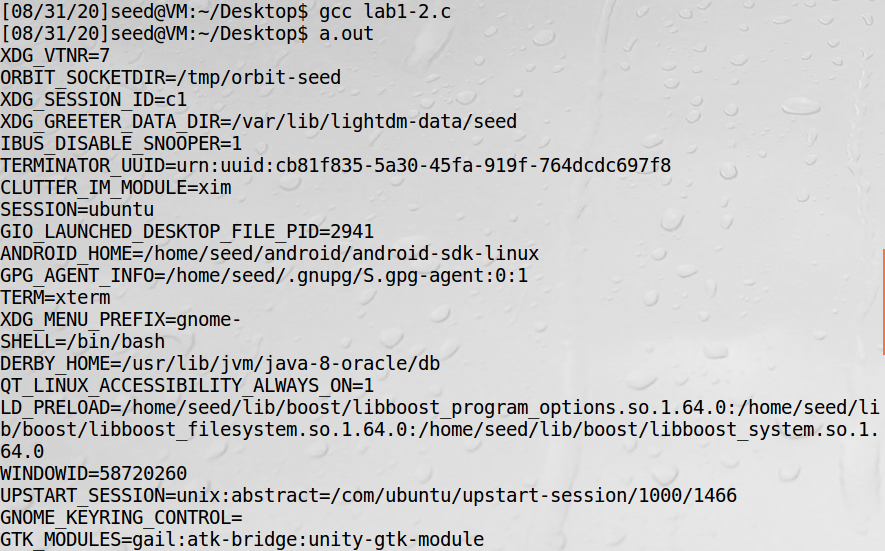 [08/31/20]seed@VM:~/Desktop$ gcc lab1-2.c
[08/31/20]seed@VM:~/Desktop$ a.out
XDG_VTNR=7
ORBIT_SOCKETDIR=/tmp/orbit-seed
XDG_SESSION_ID=c1
XDG_GREETER_DATA_DIR=/var/lib/lightdm-data/seed
IBUS_DISABLE_SNOOPER=1
TERMINATOR_UUID=urn:uuid:cb81f835-5a30-45fa-919f-764dcdc697f8
CLUTTER_IM_MODULE=xim
SESSION=ubuntu
GIO_LAUNCHED_DESKTOP_FILE_PID=2941
ANDROID_HOME=/home/seed/android/android-sdk-linux
GPG_AGENT_INFO=/home/seed/.gnupg/S.gpg-agent:0:1
TERM=xterm
XDG_MENU_PREFIX=gnome-
SHELL=/bin/bash
DERBY_HOME=/usr/lib/jvm/java-8-oracle/db
QT_LINUX_ACCESSIBILITY_ALWAYS_ON=1
LD_PRELOAD=/home/seed/lib/boost/libboost_program_options.so.1.64.0:/home/seed/li
b/boost/libboost_filesystem.so.1.64.0:/home/seed/lib/boost/libboost_system.so.1.
64.0
WINDOWID=58720260
UPSTART_SESSION=unix:abstract=/com/ubuntu/upstart-session/1000/1466
GNOME_KEYRING_CONTROL=
GTK_MODULES=gail:atk-bridge:unity-gtk-module